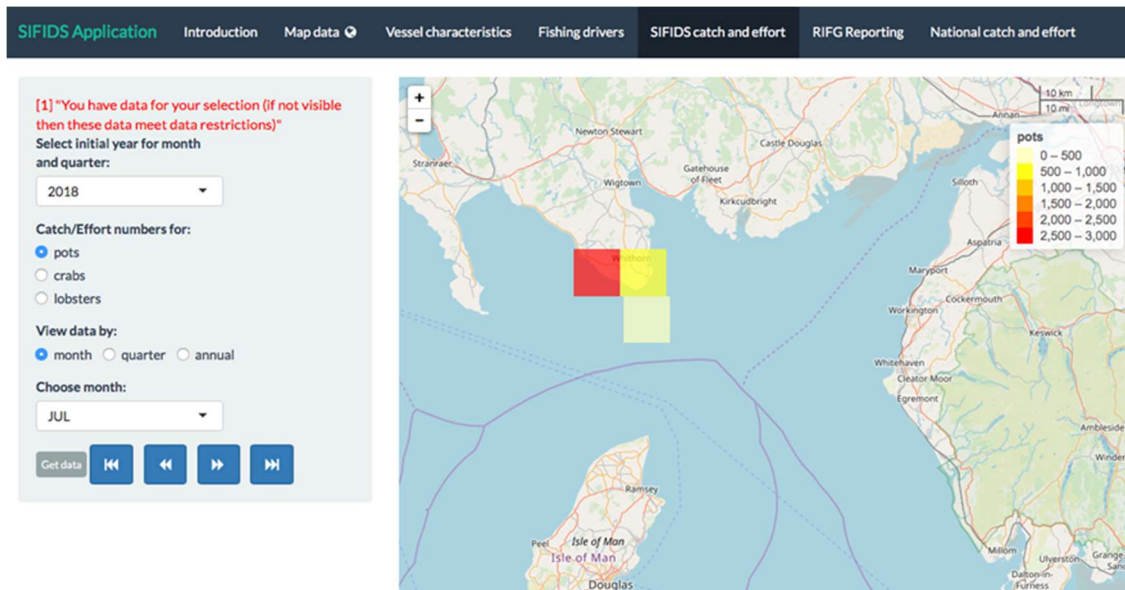 SIFIDS Application
Introduction
Map data
Vessel characteristics
Fishing drivers
SIFIDS catch and effort
RIFG Reporting
National catch and effort
[1] "You have data for your selection (if not visible
then these data meet data restrictions)"
Select initial year for month
and quarter:
2018
Catch/Effort numbers for:
pots
crabs
lobsters
View data by:
month quarter annual
Choose month:
JUL
Get data
+
-
10 km
10 mi
Longtown
Annan
pots
0 – 500
500 – 1,000
1,000 – 1,500
1,500 – 2,000
2,000 – 2,500
2,500 – 3,000
Newton Stewart
Castle Douglas
Stranraer
Gatehouse
of Fleet
Wigtown
Silloth
Kirkcudbright
Aspatria
Whithorn
Maryport
Cockermouth
Workington
Keswick
Whitehaven
Cleator Moor
Egremont
Ambleside
Ramsey
Peel
Isle of Man
Isle of Man
Douglas
Millom
Ulverston
Grange
Dalton-in-
Furness